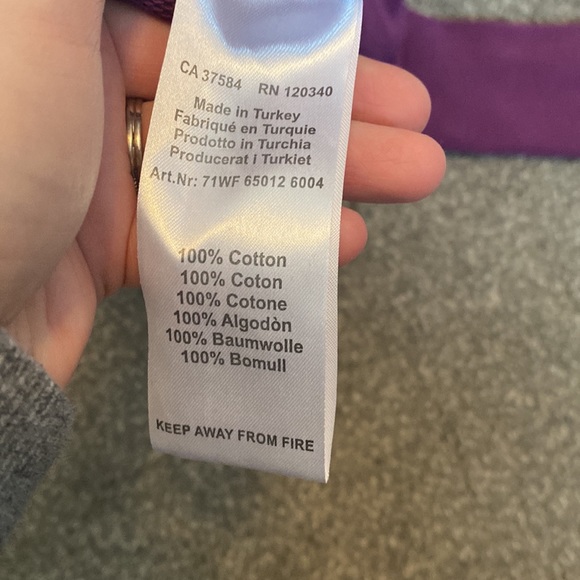 CA 37584 RN 120340
Made in Turkey
Fabriqué en Turquie
Prodotto in Turchia
Producerat i Turkiet
Art.Nr: 71WF 65012 6004
100% Cotton
100% Coton
100% Cotone
100% Algodòn
100% Baumwolle
100% Bomull
KEEP AWAY FROM FIRE